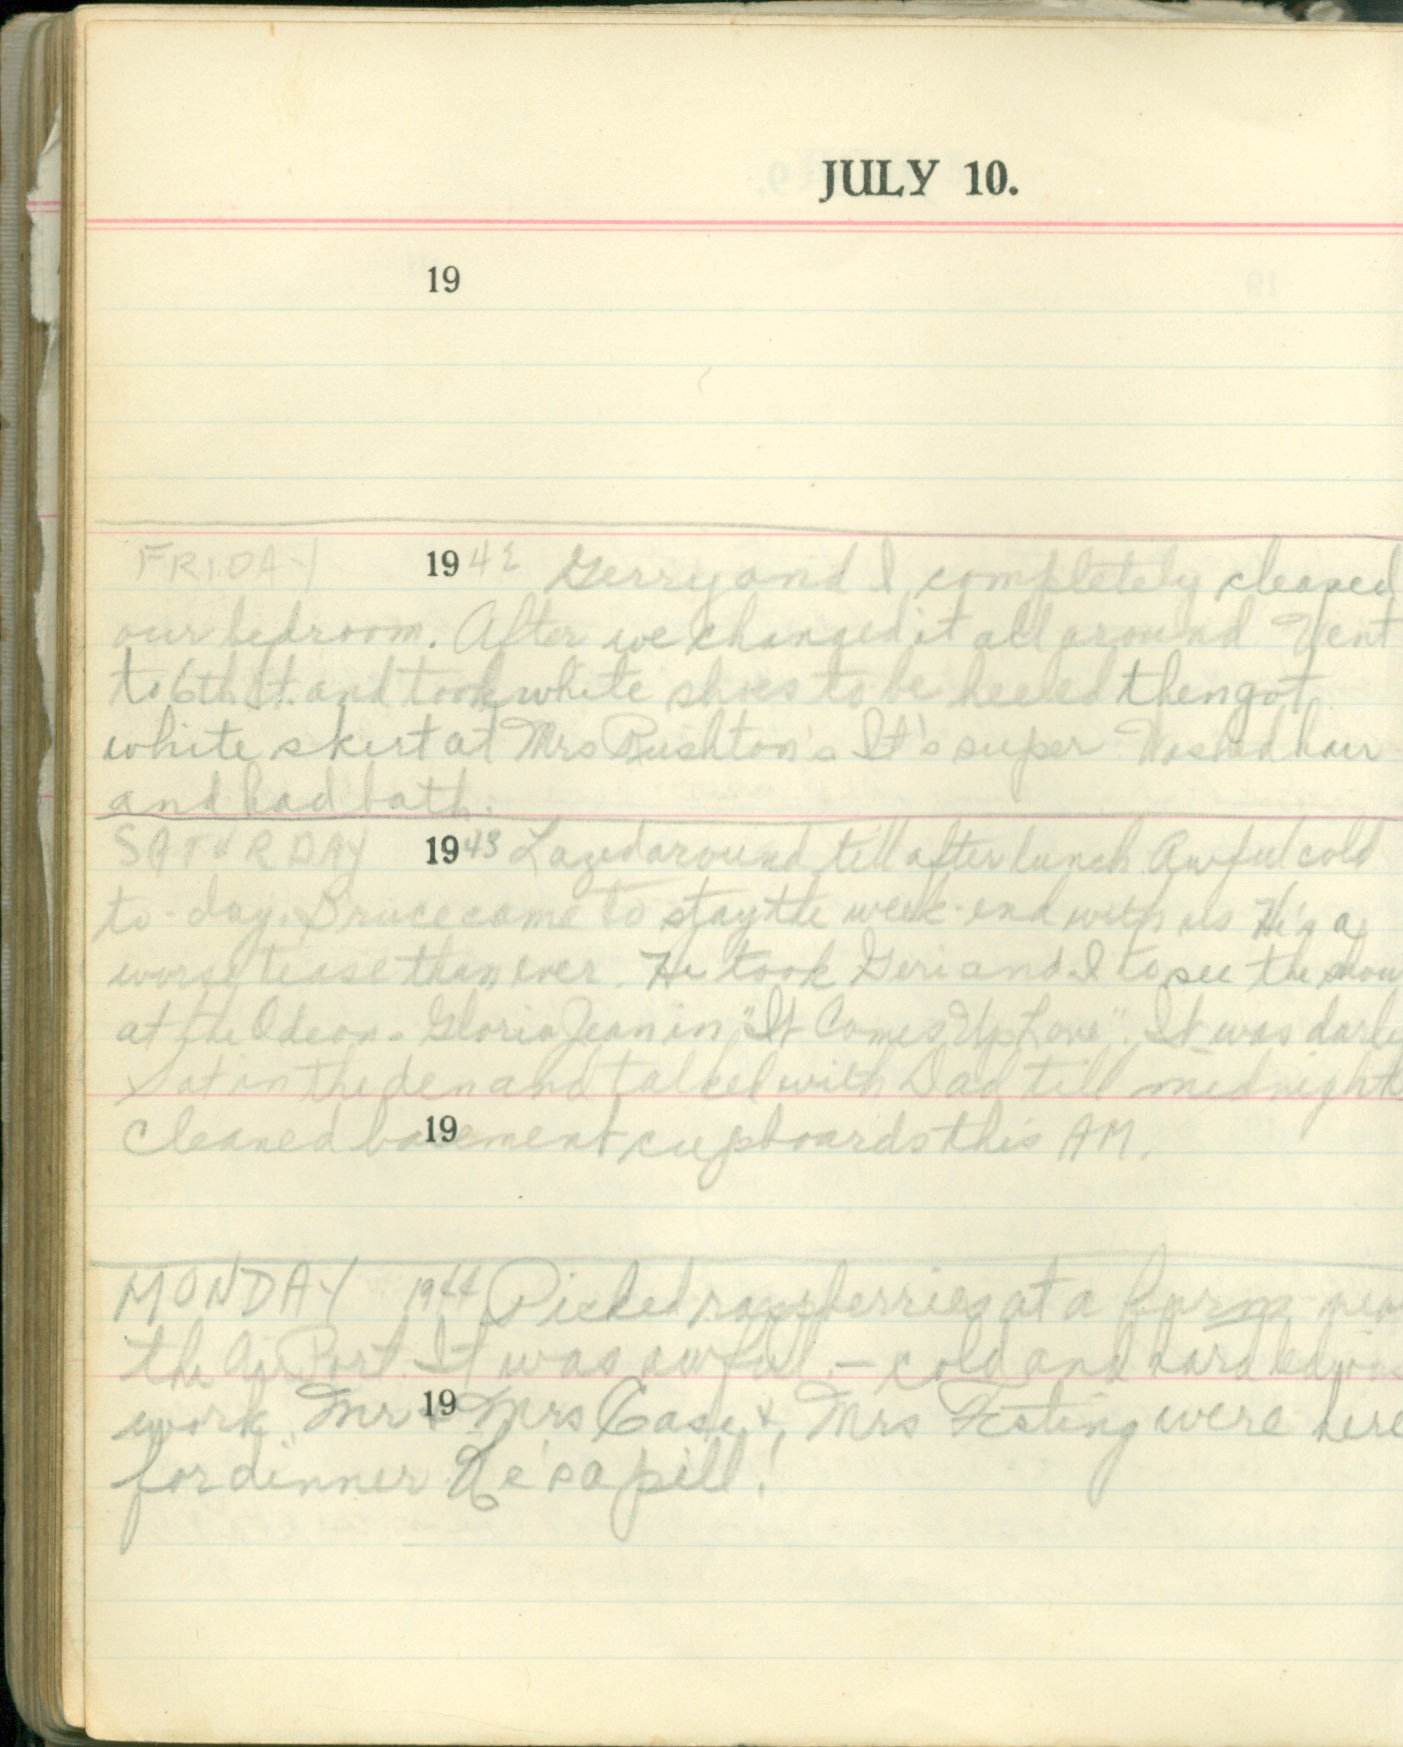 JULY 10.
19
FRIDAY 1942 Gerry and I completely cleaned
our bedroom. After we changed it all around Went
to 6th St. and took white shoes to be heeled then got
white skirt at Mrs Rushton's It's super Washed hair
and had bath.
SATURDAY 1943 Lazed around till after lunch. Awful cold
to-day. Bruce came to stay the week-end with us He's a
worse tease than ever. He took Geri and I to see the show
at the Odeon - Gloria Jean in "It Comes Up Love". It was darling
Sat in the den and talked with Dad till midnight
19
Cleaned basement cupboards this AM.
MONDAY 1944 Picked raspberries at a farm near
the Air Port. It was awful - cold and hard
19
work. Mr & Mrs Case & Mrs Festing were here
for dinner He's a pill!